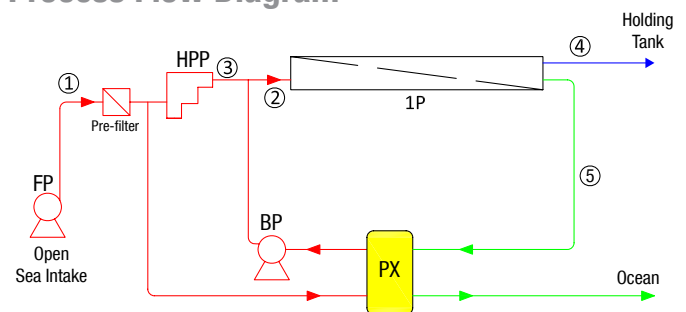 Process Flow Diagram
Holding
Tank
④
HPP
③
①
②
1P
Pre-filter
FP
⑤
BP
Open
Sea Intake
PX
Ocean